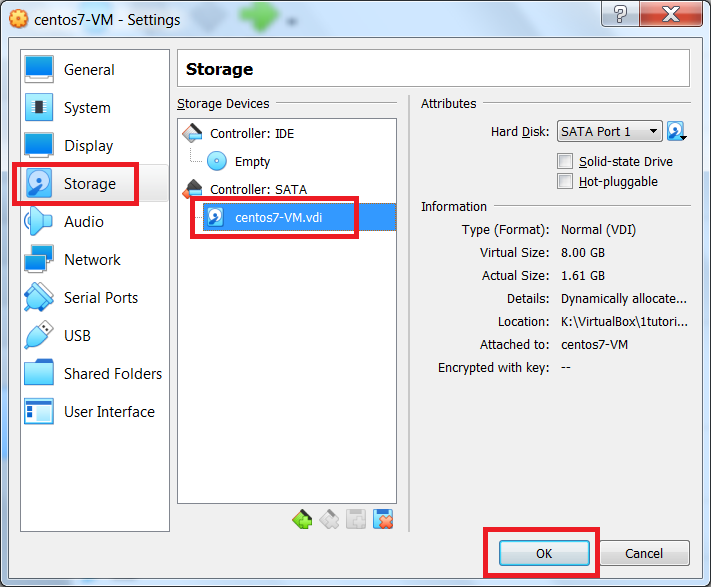 centos7-VM - Settings
General
System
Display
Storage
Audio
Network
Serial Ports
USB
Shared Folders
User Interface
Storage
Storage Devices
Controller: IDE
Empty
Controller: SATA
centos7-VM.vdi
Attributes
Hard Disk: SATA Port 1
Solid-state Drive
Hot-pluggable
Information
Type (Format): Normal (VDI)
Virtual Size: 8.00 GB
Actual Size: 1.61 GB
Details: Dynamically allocate...
Location: K:\VirtualBox\1tutori...
Attached to: centos7-VM
Encrypted with key: --
OK
Cancel